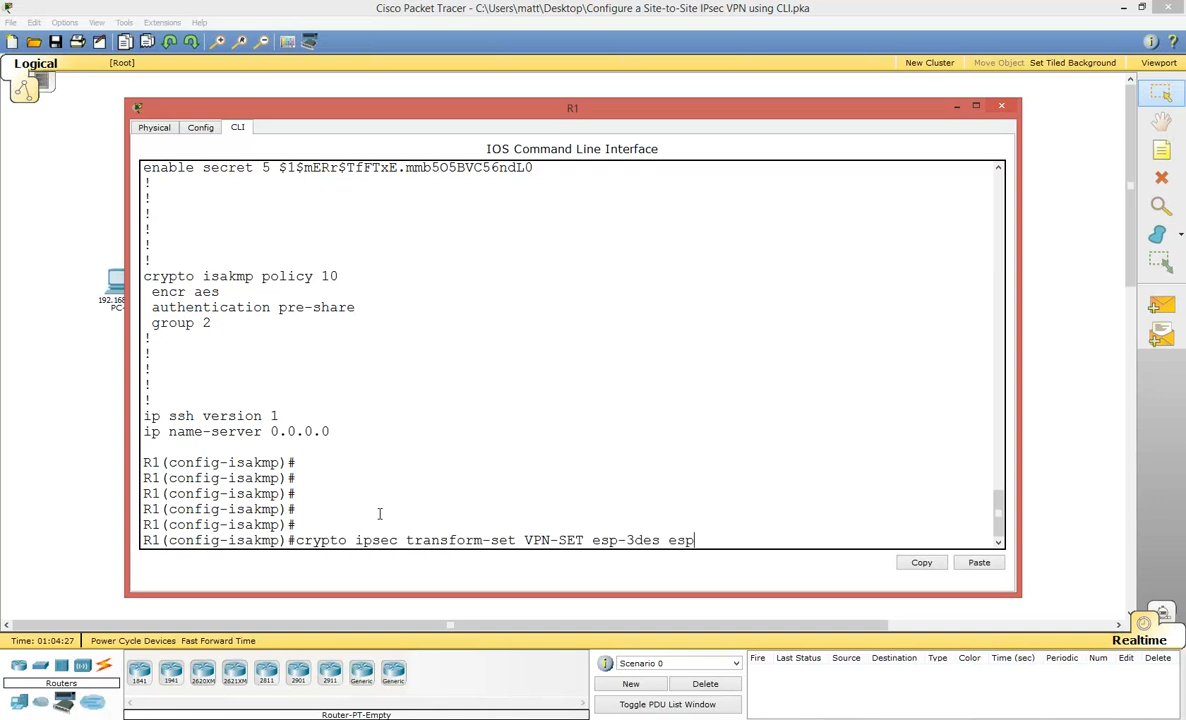 Cisco Packet Tracer - C:\Users\matt\Desktop\Configure a Site-to-Site IPsec VPN using CLI.pka
File Edit Options View Tools Extensions Help
Logical [Root] New Cluster Move Object Set Tiled Background Viewport
R1
Physical Config CLI
IOS Command Line Interface
enable secret 5 $1$mERr$TfFTxE.mmb5O5BVC56ndL0
!
!
!
!
!
!
crypto isakmp policy 10
encr aes
authentication pre-share
group 2
!
!
!
!
!
ip ssh version 1
ip name-server 0.0.0.0
R1(config-isakmp)#
R1(config-isakmp)#
R1(config-isakmp)#
R1(config-isakmp)#
R1(config-isakmp)#
R1(config-isakmp)#crypto ipsec transform-set VPN-SET esp-3des esp
192.168
PC-
Copy Paste
Time: 01:04:27 Power Cycle Devices Fast Forward Time Realtime
Routers
1841 1941 2620XM 2621XM 2811 2901 2911 Generic Generic
Router-PT-Empty
Scenario 0
New Delete
Toggle PDU List Window
Fire Last Status Source Destination Type Color Time (sec) Periodic Num Edit Delete